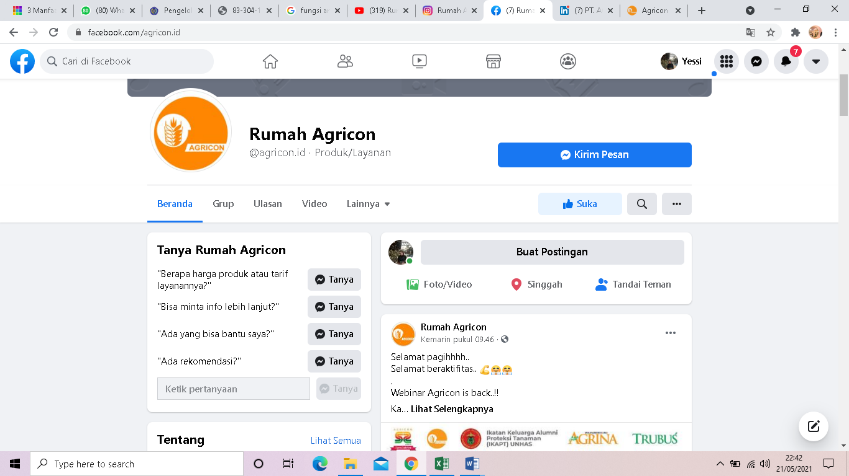 9 Manfa
(80) Wha
Pengelol
83-304-1
fungsi s
(319) Ru
Rumah A
(7) Ruma
(7) PT. A
Agricon
facebook.com/agricon.id
Cari di Facebook
Yessi
7
AGRICON
Rumah Agricon
@agricon.id · Produk/Layanan
Kirim Pesan
Beranda Grup Ulasan Video Lainnya
Suka
Tanya Rumah Agricon
"Berapa harga produk atau tarif
layanannya?"
Tanya
"Bisa minta info lebih lanjut?"
Tanya
"Ada yang bisa bantu saya?"
Tanya
"Ada rekomendasi?"
Tanya
Ketik pertanyaan
Tanya
Tentang
Lihat Semua
Buat Postingan
Foto/Video Singgah Tandai Teman
Rumah Agricon
Kemarin pukul 09.46 ·
Selamat pagihhhh..
Selamat beraktifitas..
.
Webinar Agricon is back..!!
Ka... Lihat Selengkapnya
Ikatan Keluarga Alumni
Proteksi Tanaman
(IKAPT) UNHAS
AGRINA
TRUBUS
Type here to search
22:42
21/05/2021